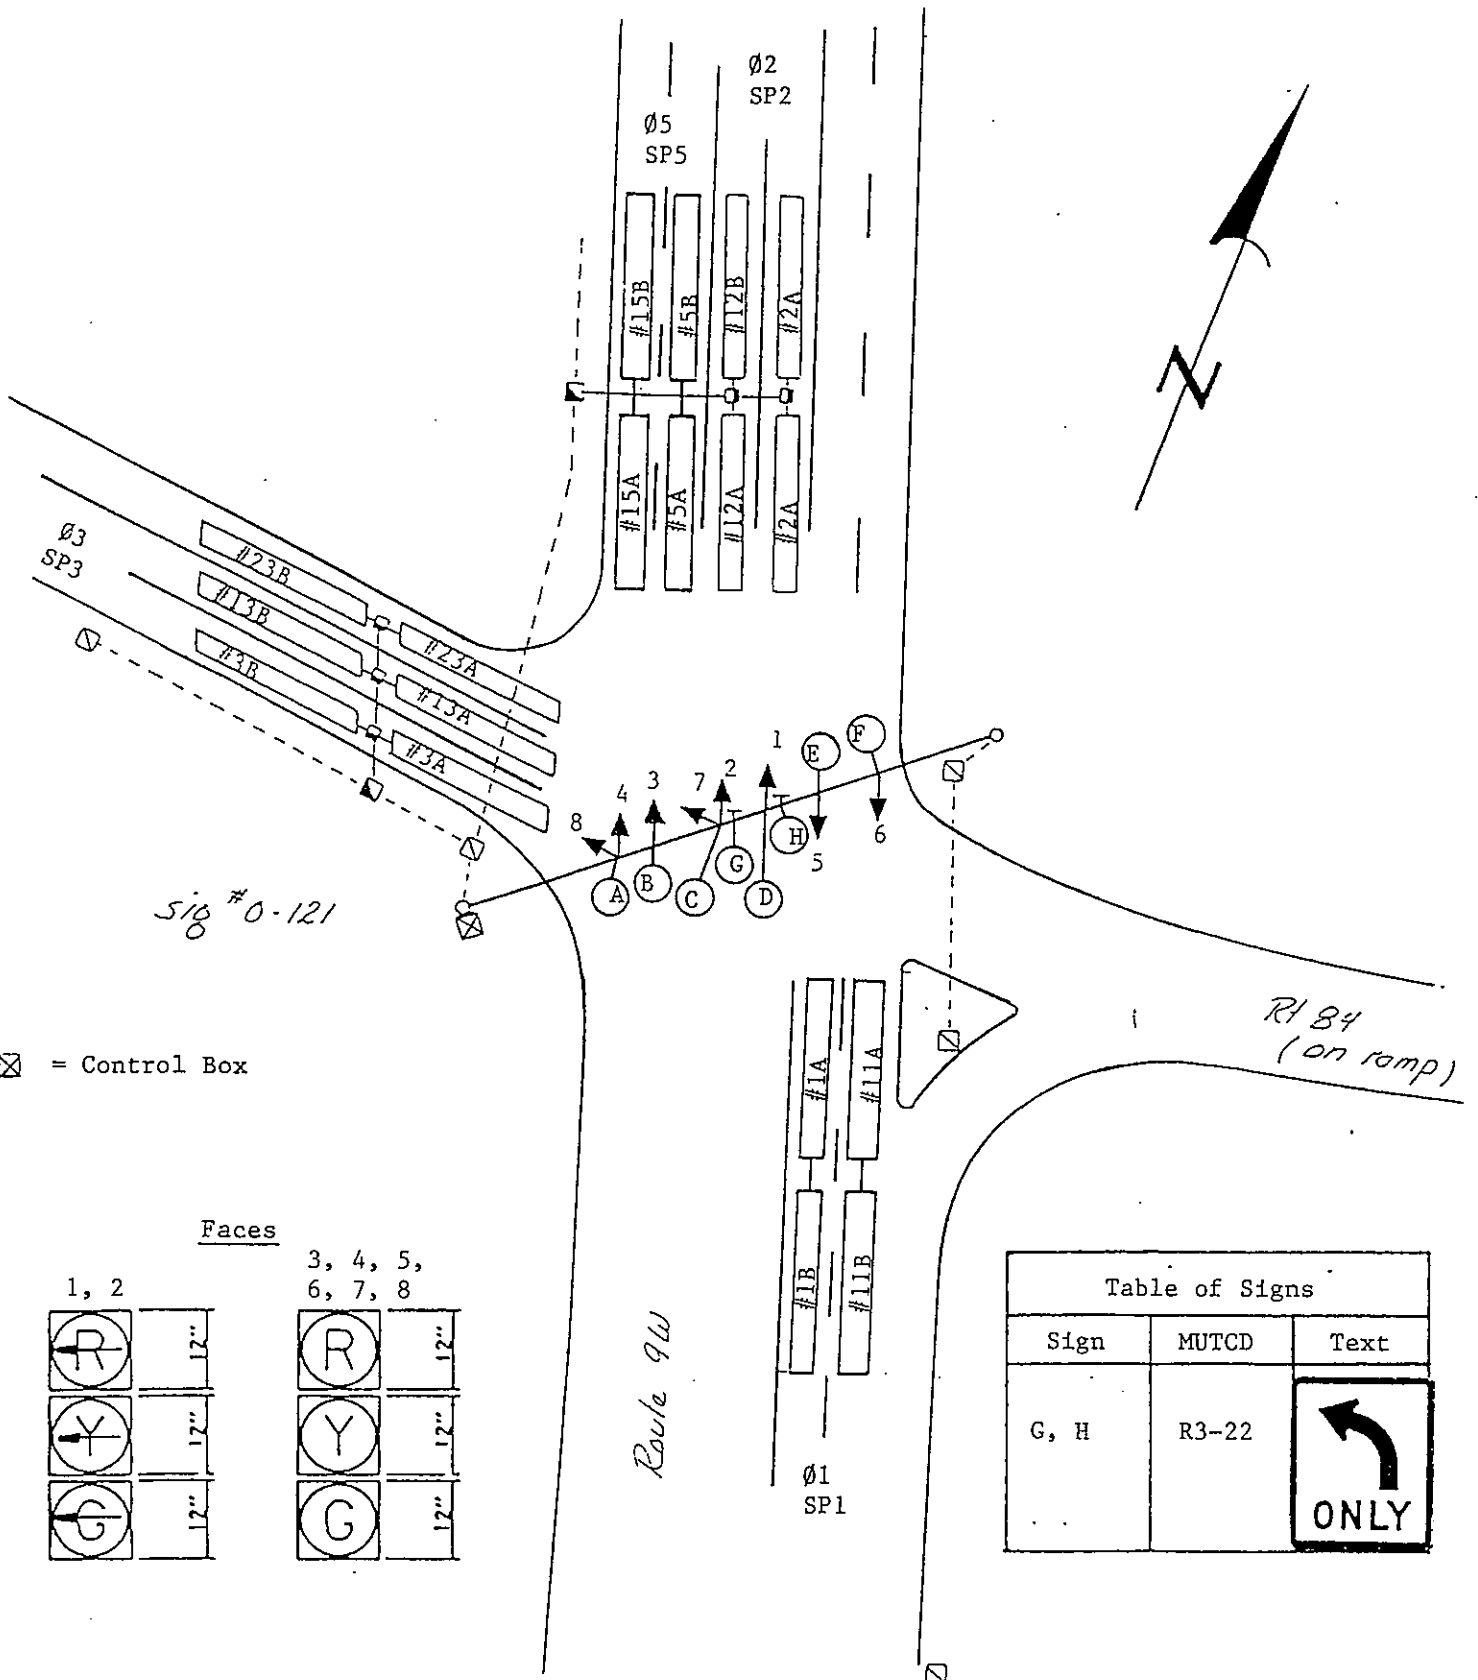 Ø2
SP2
Ø5
SP5
#15B
#5B
#12B
#2A
#15A
#5A
#12A
#2A
N
Ø3
SP3
#23B
#13B
#3B
#23A
#13A
#3A
1
2
3
4
7
8
5
6
A
B
C
D
E
F
G
H
sig #0-121
= Control Box
Rt 84
(on ramp)
#1A
#11A
#1B
#11B
Route 9W
Ø1
SP1
Faces
1, 2
3, 4, 5,
6, 7, 8
R 12"
Y 12"
G 12"
R 12"
Y 12"
G 12"
Table of Signs
Sign MUTCD Text
G, H R3-22
ONLY